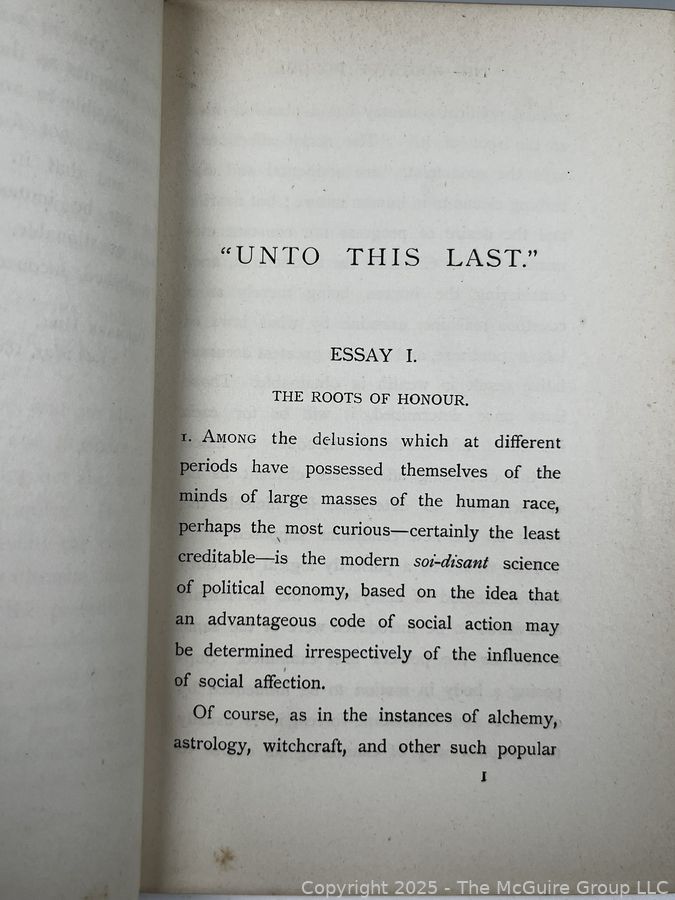 "UNTO THIS LAST."
ESSAY I.
THE ROOTS OF HONOUR.
1. AMONG the delusions which at different
periods have possessed themselves of the
minds of large masses of the human race,
perhaps the most curious—certainly the least
creditable—is the modern soi-disant science
of political economy, based on the idea that
an advantageous code of social action may
be determined irrespectively of the influence
of social affection.
Of course, as in the instances of alchemy,
astrology, witchcraft, and other such popular
I
Copyright 2025 - The McGuire Group LLC